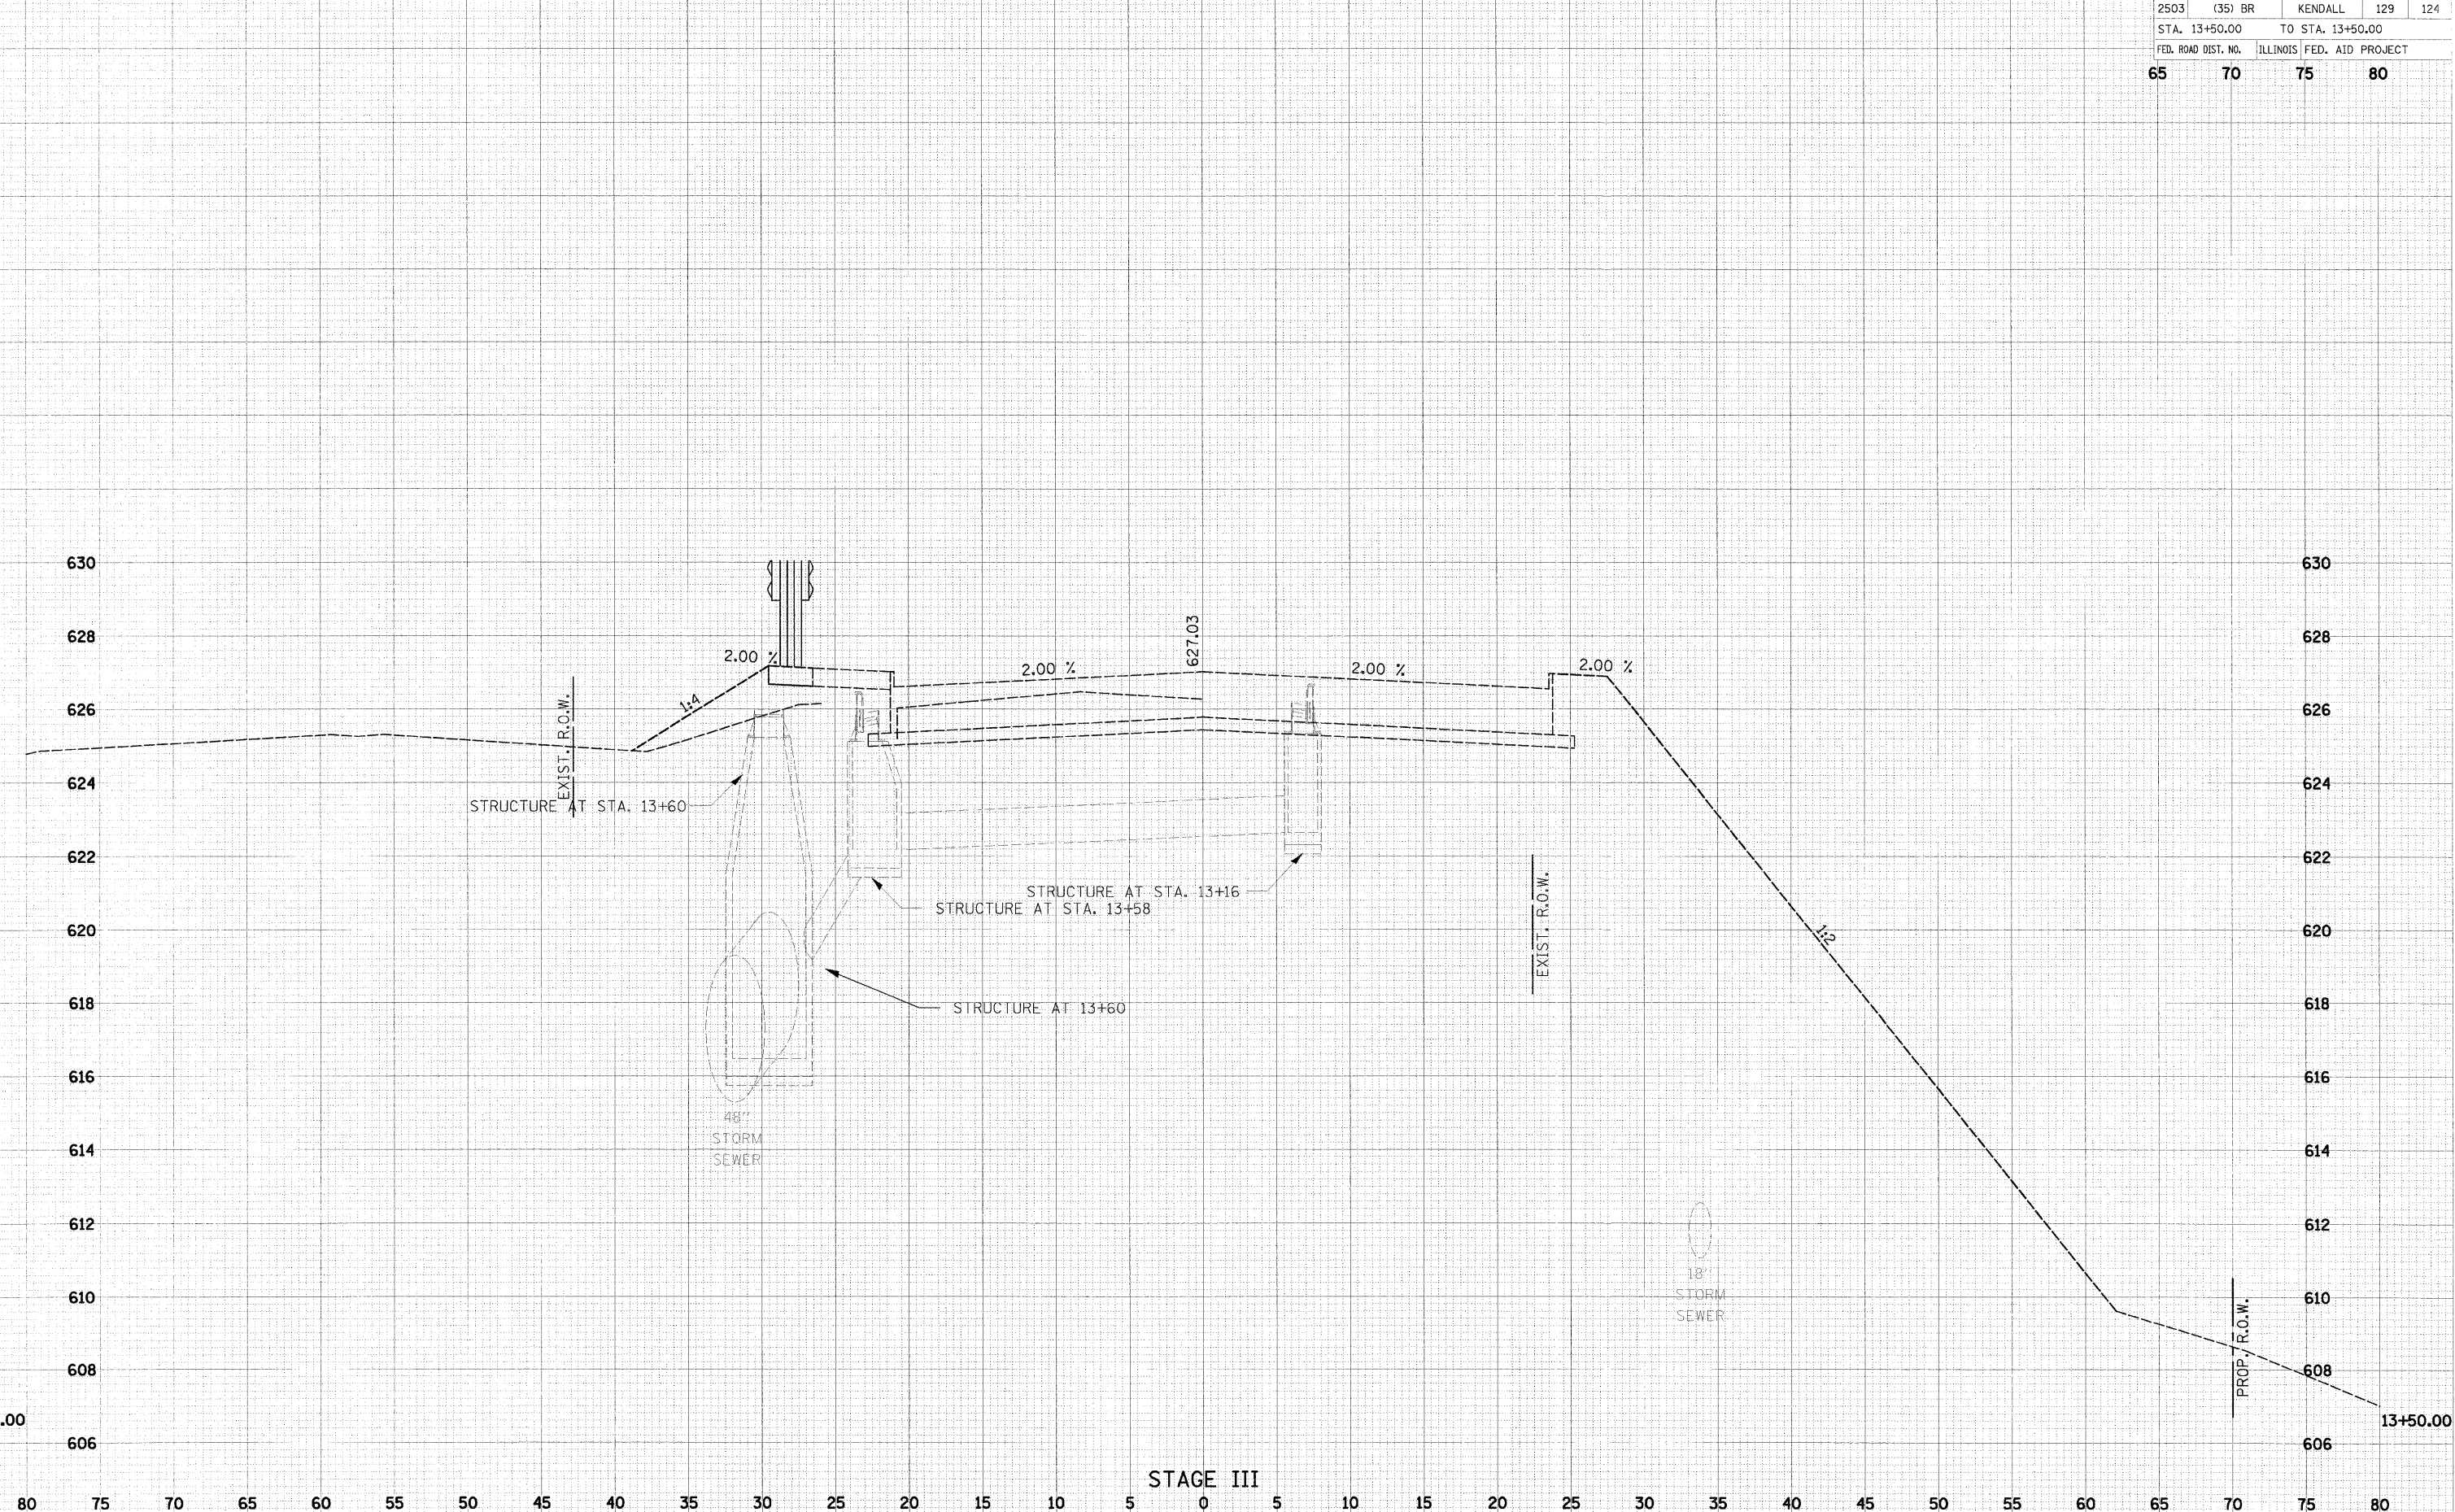 2503 (35) BR KENDALL 129 124
STA. 13+50.00 TO STA. 13+50.00
FED. ROAD DIST. NO. ILLINOIS FED. AID PROJECT
65 70 75 80
630 630
628 628
626 626
624 624
622 622
620 620
618 618
616 616
614 614
612 612
610 610
608 608
606 606
EXIST. R.O.W.
1:4
2.00 %
2.00 %
627.03
2.00 %
2.00 %
STRUCTURE AT STA. 13+60
STRUCTURE AT STA. 13+16
STRUCTURE AT STA. 13+58
STRUCTURE AT 13+60
EXIST. R.O.W.
1:2
48"
STORM
SEWER
18"
STORM
SEWER
PROP. R.O.W.
.00
13+50.00
STAGE III
80 75 70 65 60 55 50 45 40 35 30 25 20 15 10 5 0 5 10 15 20 25 30 35 40 45 50 55 60 65 70 75 80